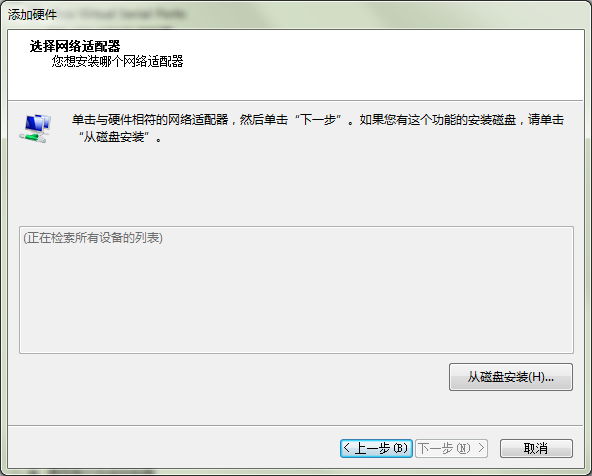 添加硬件
选择网络适配器
您想安装哪个网络适配器
单击与硬件相符的网络适配器，然后单击“下一步”。如果您有这个功能的安装磁盘，请单击
“从磁盘安装”。
(正在检索所有设备的列表)
从磁盘安装(H)...
< 上一步(B)
下一步(N) >
取消